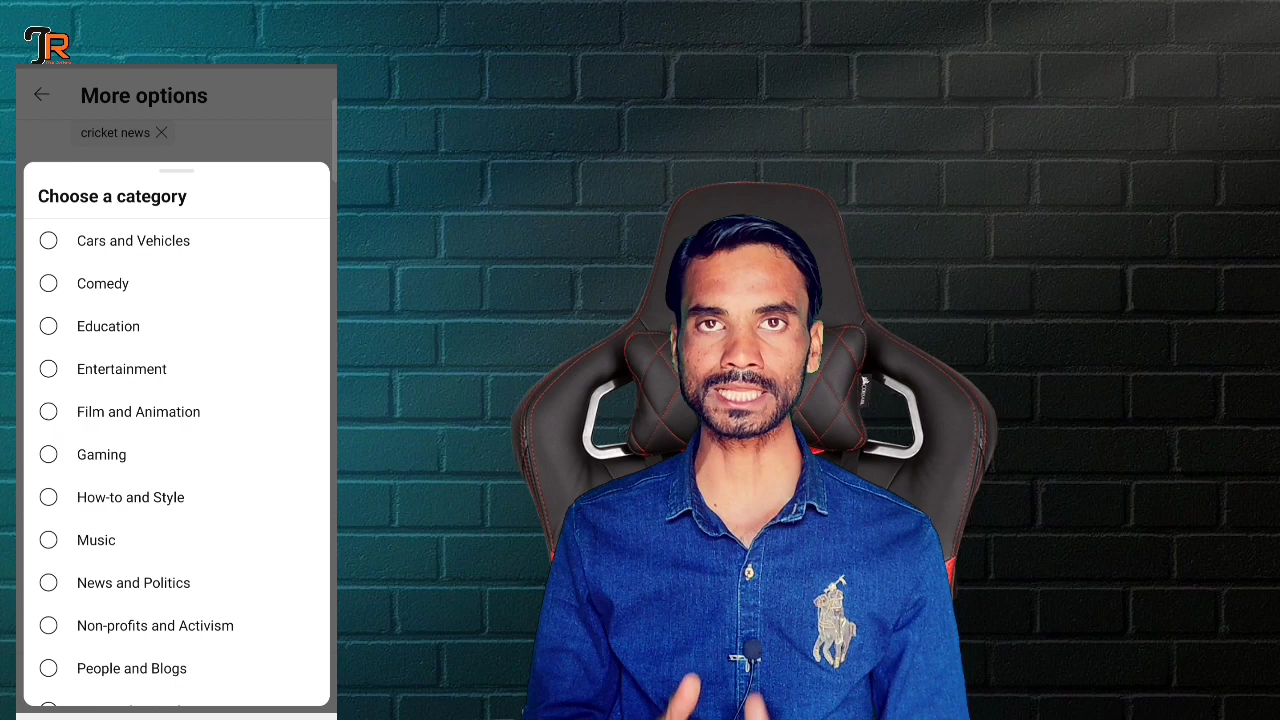 TR
More options
cricket news
Choose a category
Cars and Vehicles
Comedy
Education
Entertainment
Film and Animation
Gaming
How-to and Style
Music
News and Politics
Non-profits and Activism
People and Blogs